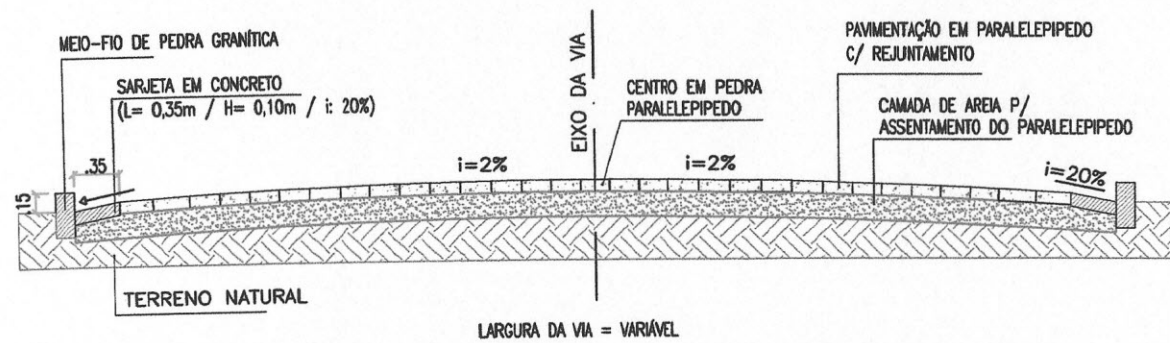 MEIO-FIO DE PEDRA GRANÍTICA
SARJETA EM CONCRETO
(L= 0,35m / H= 0,10m / i: 20%)
EIXO DA VIA
CENTRO EM PEDRA
PARALELEPIPEDO
PAVIMENTAÇÃO EM PARALELEPIPEDO
C/ REJUNTAMENTO
CAMADA DE AREIA P/
ASSENTAMENTO DO PARALELEPIPEDO
.35
i=2%
i=2%
i=20%
.15
TERRENO NATURAL
LARGURA DA VIA = VARIÁVEL